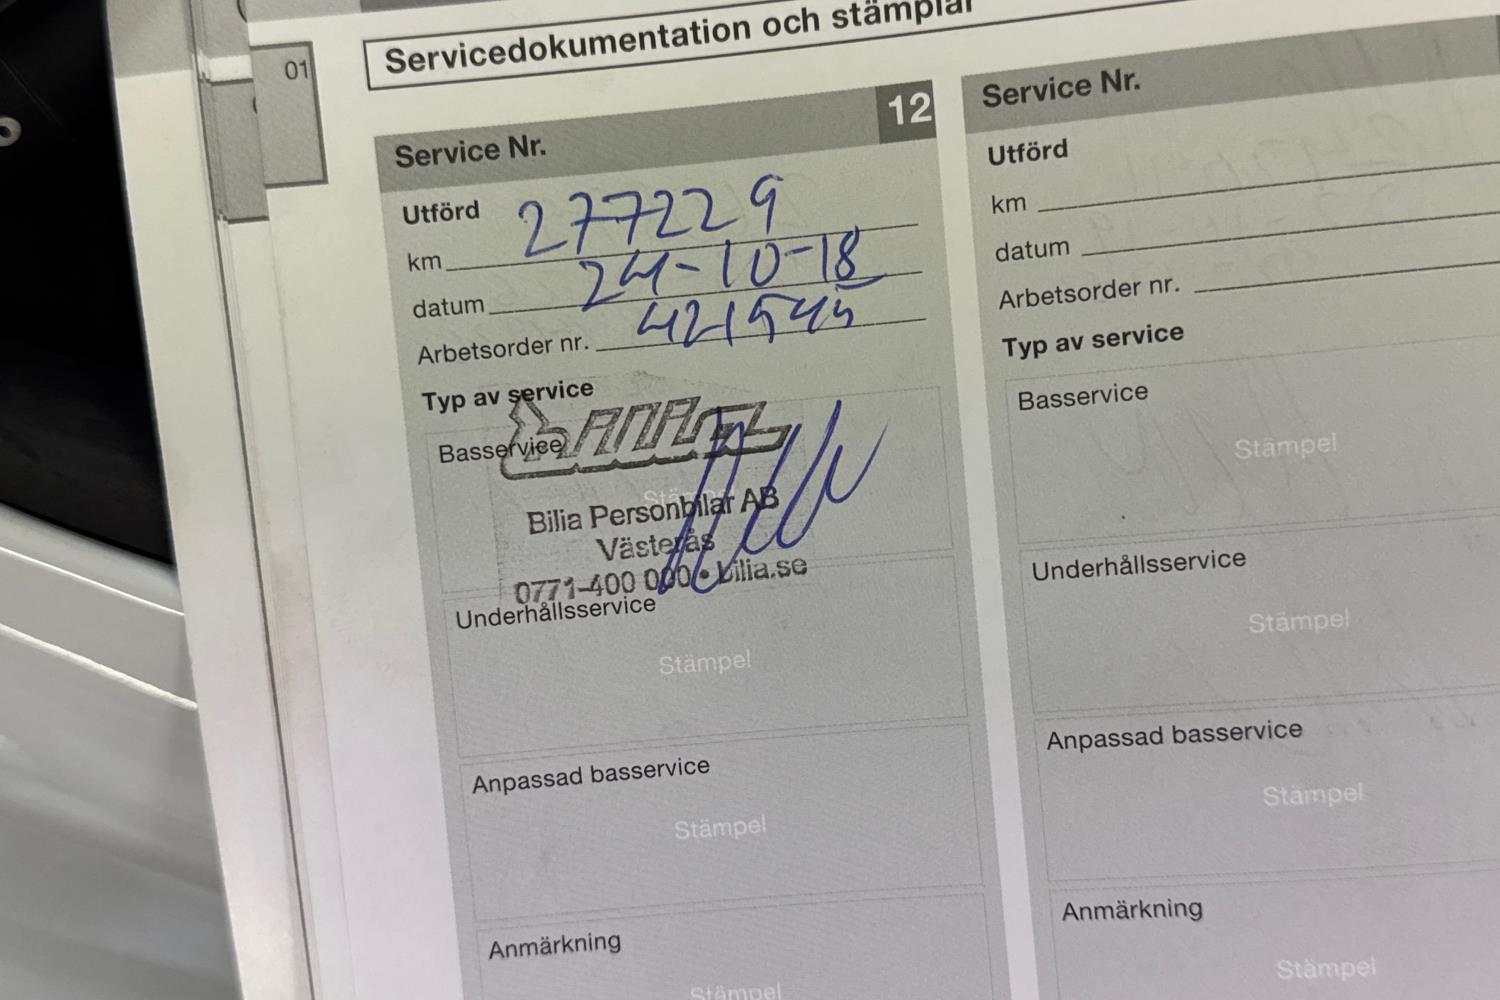 01
Servicedokumentation och stämplar
Service Nr. 12
Utförd
km 277229
datum 24-10-18
Arbetsorder nr. 421545
Typ av service
Basservice
Stämpel
Bilia Personbilar AB
Västerås
0771-400 000 • bilia.se
Underhållsservice
Stämpel
Anpassad basservice
Stämpel
Anmärkning
Stämpel
Service Nr.
Utförd
km
datum
Arbetsorder nr.
Typ av service
Basservice
Stämpel
Underhållsservice
Stämpel
Anpassad basservice
Stämpel
Anmärkning
Stämpel